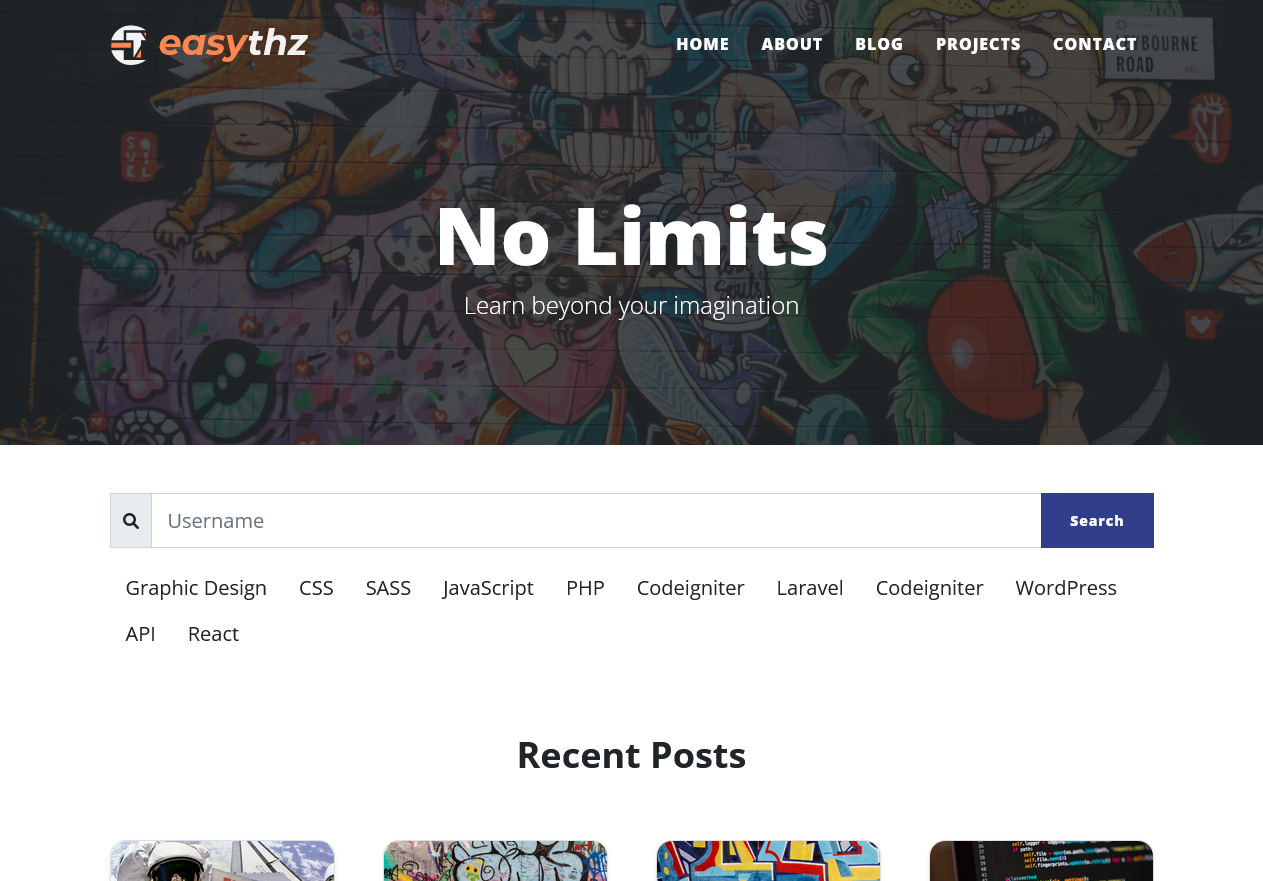 easythz
HOME ABOUT BLOG PROJECTS CONTACT
BOURNE
ROAD
No Limits
Learn beyond your imagination
Username
Search
Graphic Design CSS SASS JavaScript PHP Codeigniter Laravel Codeigniter WordPress
API React
Recent Posts